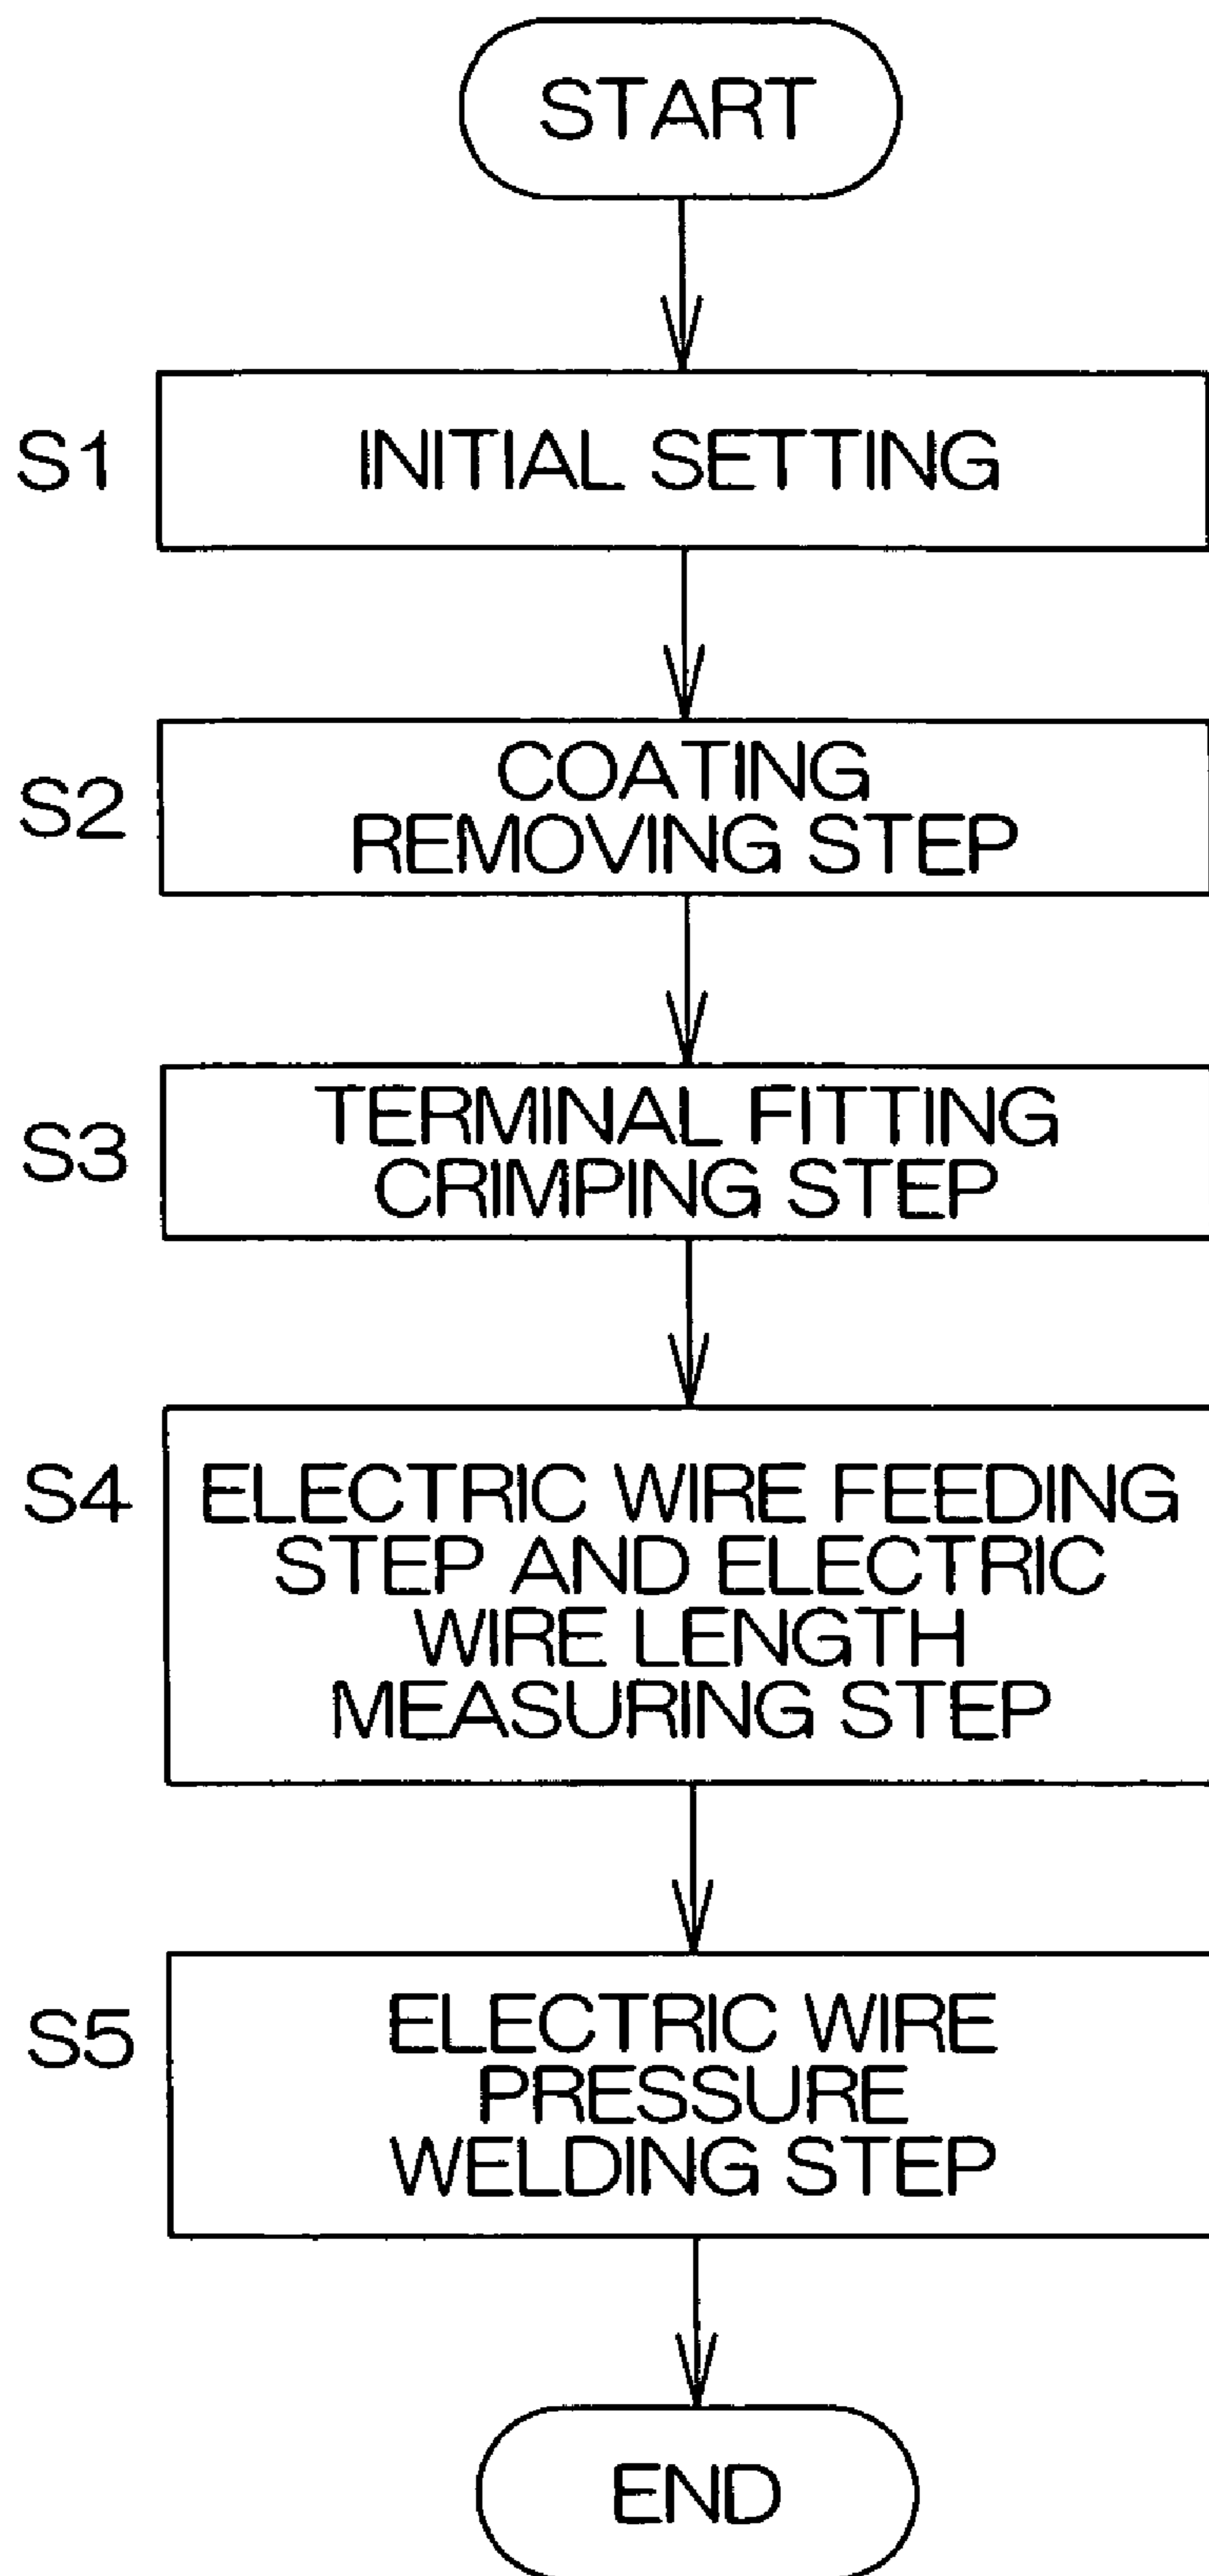 START
S1
INITIAL SETTING
S2
COATING
REMOVING STEP
S3
TERMINAL FITTING
CRIMPING STEP
S4
ELECTRIC WIRE FEEDING
STEP AND ELECTRIC
WIRE LENGTH
MEASURING STEP
S5
ELECTRIC WIRE
PRESSURE
WELDING STEP
END